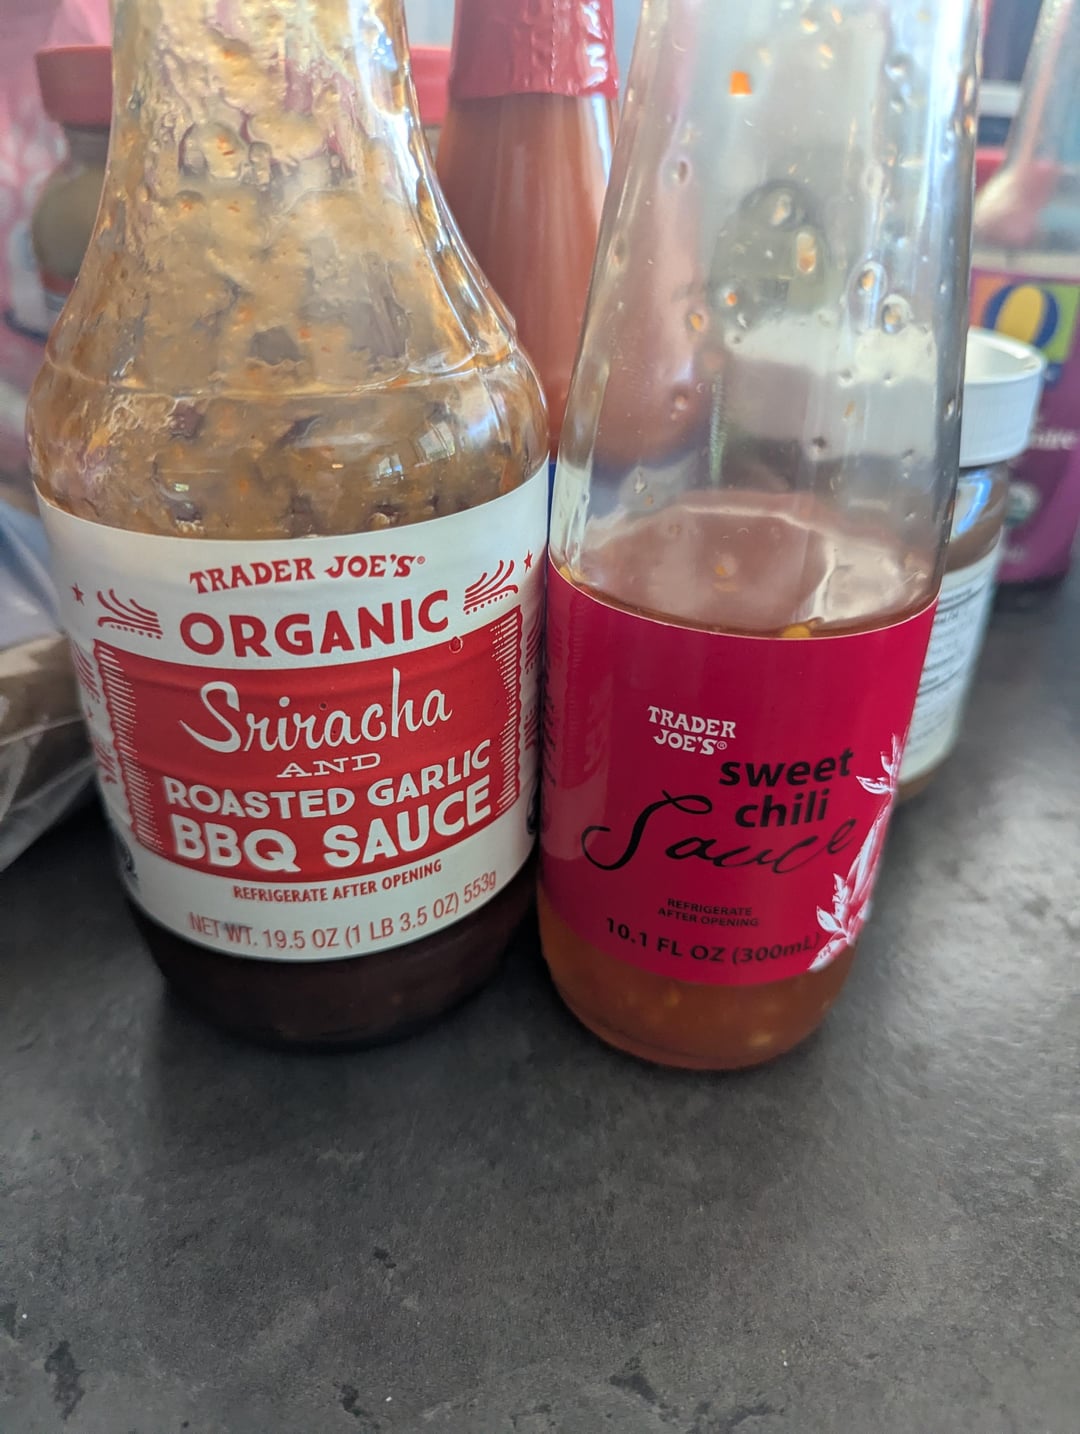 TRADER JOE'S®
ORGANIC
Sriracha
AND
ROASTED GARLIC
BBQ SAUCE
REFRIGERATE AFTER OPENING
NET WT. 19.5 OZ (1 LB 3.5 OZ) 553g
TRADER
JOE'S®
sweet
chili
Sauce
REFRIGERATE
AFTER OPENING
10.1 FL OZ (300mL)